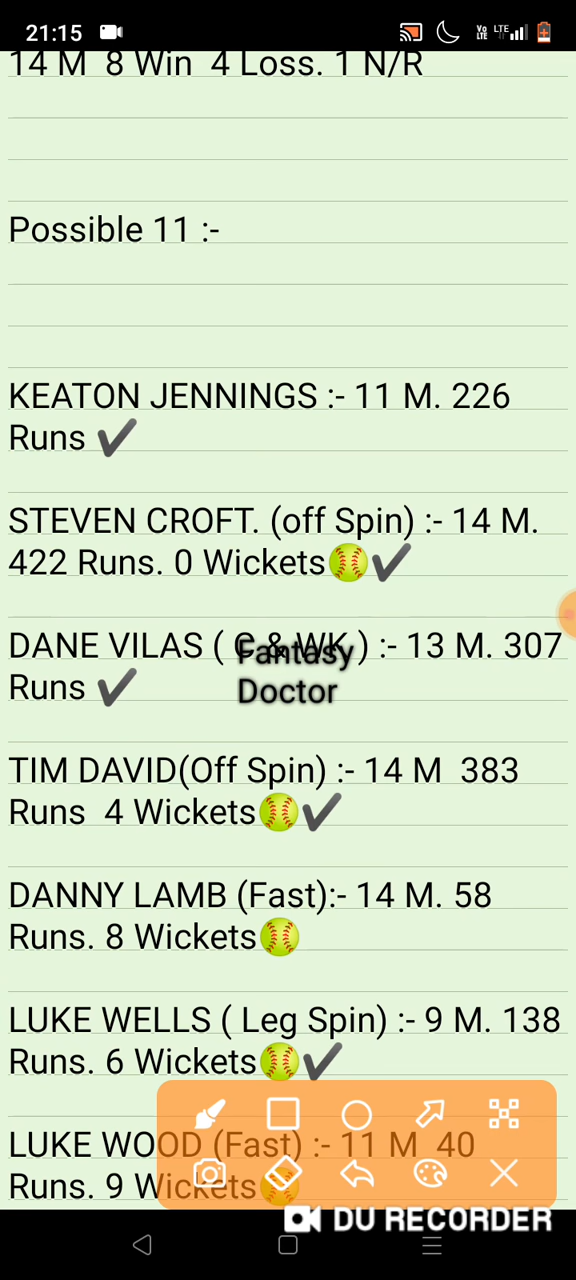 21:15
Vo LTE LTE
14 M 8 Win 4 Loss. 1 N/R
Possible 11 :-
KEATON JENNINGS :- 11 M. 226
Runs ✔
STEVEN CROFT. (off Spin) :- 14 M.
422 Runs. 0 Wickets🥎✔
DANE VILAS ( C & WK ) :- 13 M. 307
Runs ✔
Fantasy
Doctor
TIM DAVID(Off Spin) :- 14 M 383
Runs 4 Wickets🥎✔
DANNY LAMB (Fast):- 14 M. 58
Runs. 8 Wickets🥎
LUKE WELLS ( Leg Spin) :- 9 M. 138
Runs. 6 Wickets🥎✔
LUKE WOOD (Fast) :- 11 M 40
Runs. 9 Wickets🥎
DU RECORDER